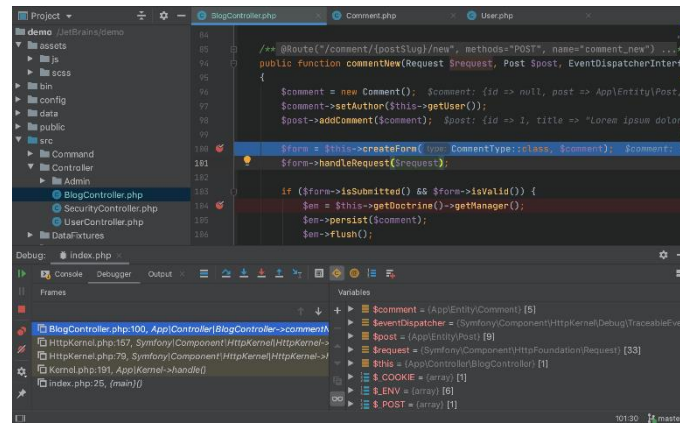 Project
BlogController.php
Comment.php
User.php
demo /JetBrains/demo
assets
js
scss
bin
config
data
public
src
Command
Controller
Admin
BlogController.php
SecurityController.php
UserController.php
DataFixtures
84
85 /** @Route("/comment/{postSlug}/new", methods="POST", name="comment_new") ...
94 public function commentNew(Request $request, Post $post, EventDispatcherInterf
95 {
96 $comment = new Comment(); $comment: {id => null, post => App\Entity\Post,
97 $comment->setAuthor($this->getUser());
98 $post->addComment($comment); $post: {id => 1, title => "Lorem ipsum dolor
99
100 $form = $this->createForm( type: CommentType::class, $comment); $comment:
101 $form->handleRequest($request);
102
103 if ($form->isSubmitted() && $form->isValid()) {
104 $em = $this->getDoctrine()->getManager();
105 $em->persist($comment);
106 $em->flush();
Debug: index.php
Console Debugger Output
Frames
Variables
BlogController.php:100, App\Controller\BlogController->commentN
HttpKernel.php:157, Symfony\Component\HttpKernel\HttpKernel->h
HttpKernel.php:79, Symfony\Component\HttpKernel\HttpKernel->h
Kernel.php:191, App\Kernel->handle()
index.php:25, {main}()
$comment = {App\Entity\Comment} [5]
$eventDispatcher = {Symfony\Component\HttpKernel\Debug\TraceableEve
$post = {App\Entity\Post} [9]
$request = {Symfony\Component\HttpFoundation\Request} [33]
$this = {App\Controller\BlogController} [1]
$_COOKIE = {array} [1]
$_ENV = {array} [6]
$_POST = {array} [1]
101:30 master